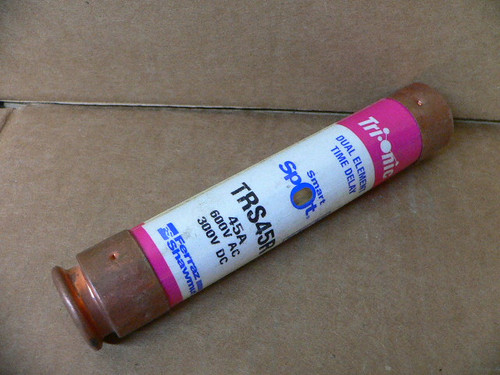 Tri-onic
DUAL ELEMENT
TIME DELAY
Smart
Spot
TRS45R
45A
600V AC
300V DC
Ferraz
Shawmut